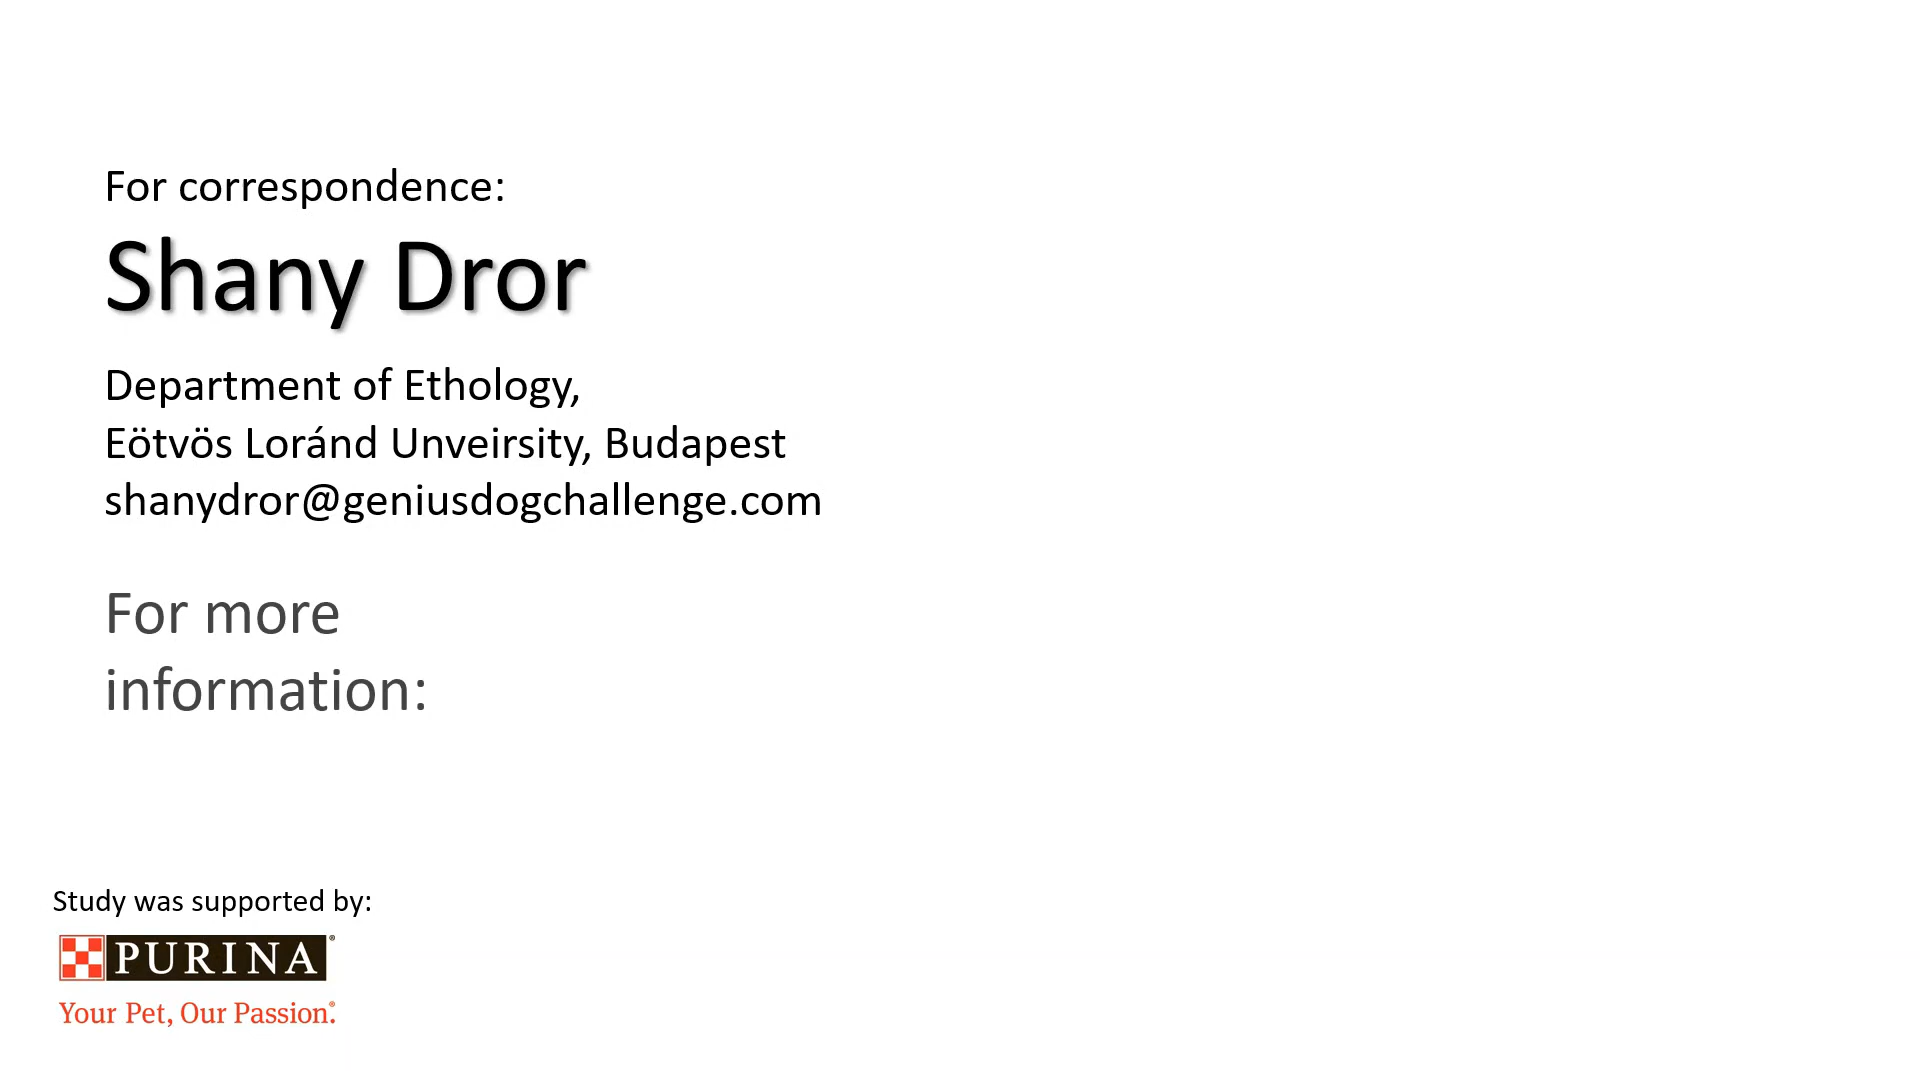 For correspondence:
Shany Dror
Department of Ethology,
Eötvös Loránd Unveirsity, Budapest
shanydror@geniusdogchallenge.com
For more
information:
Study was supported by:
PURINA®
Your Pet, Our Passion.®